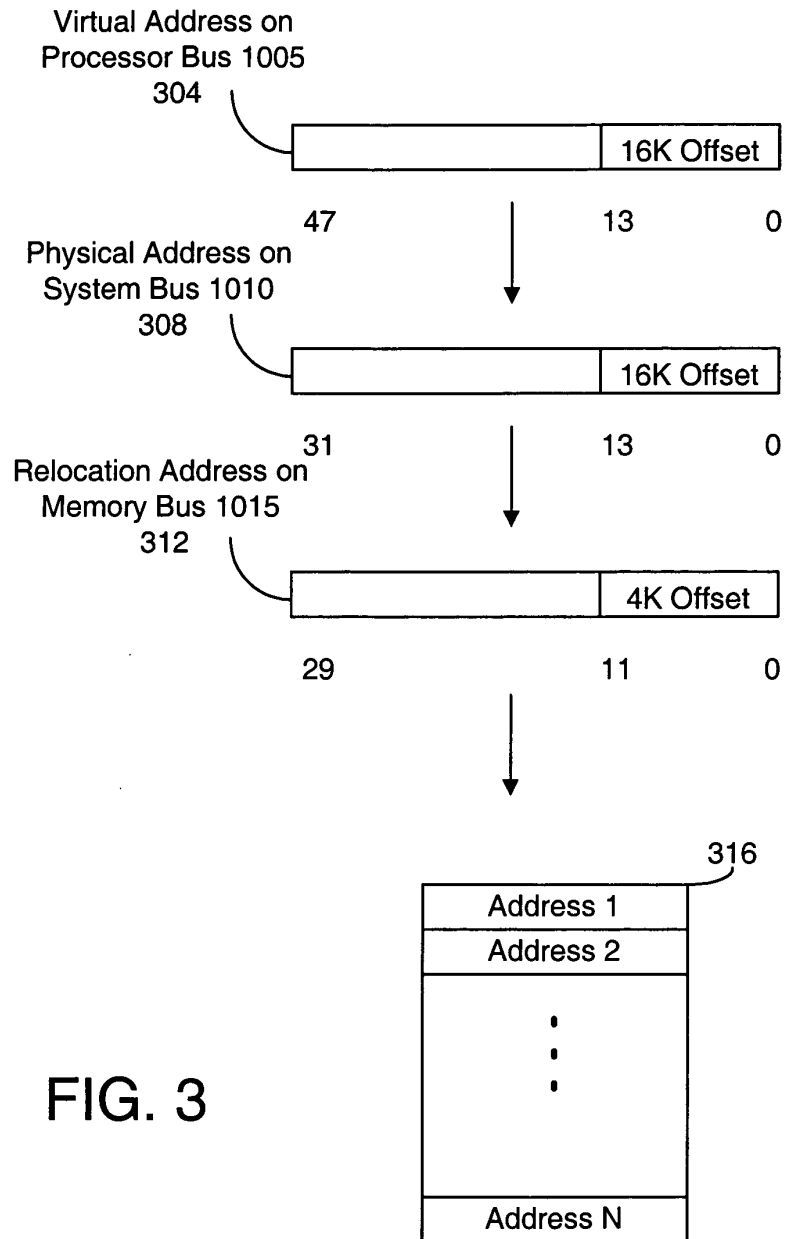 Virtual Address on
Processor Bus 1005
304
16K Offset
47 13 0
Physical Address on
System Bus 1010
308
16K Offset
31 13 0
Relocation Address on
Memory Bus 1015
312
4K Offset
29 11 0
316
Address 1
Address 2
Address N
FIG. 3